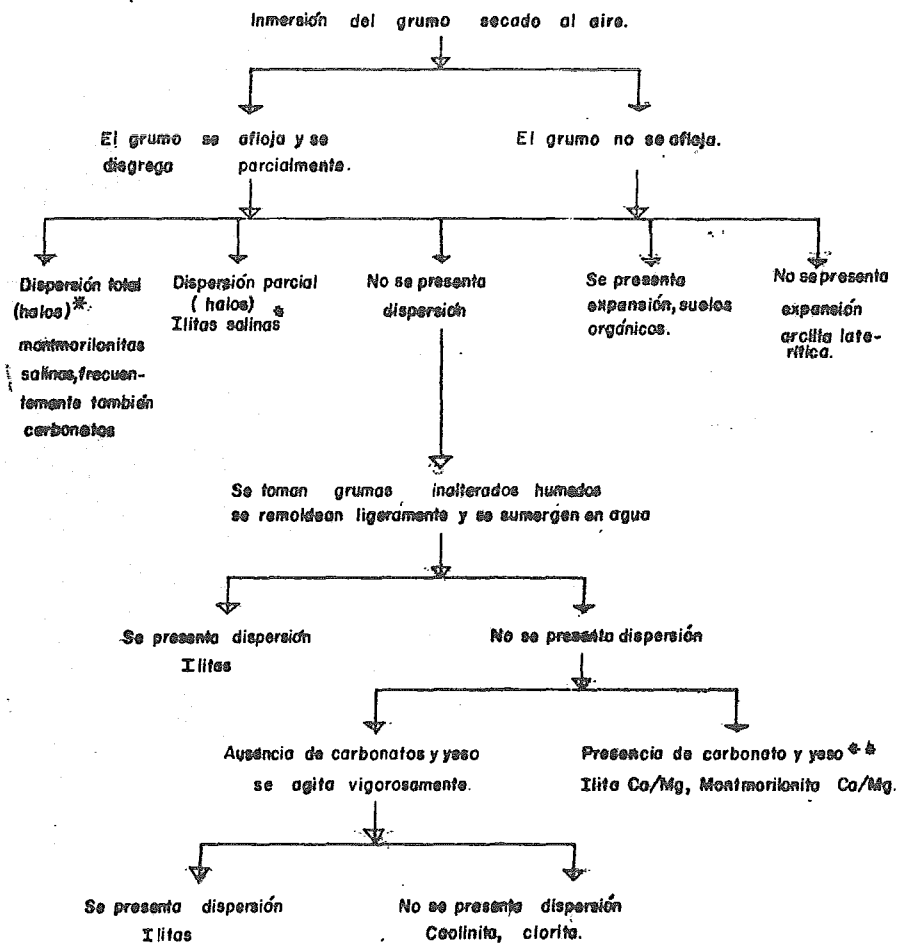 Inmersión del grumo secado al aire.
El grumo se afloja y se
disgrega parcialmente.
El grumo no se afloja.
Dispersión total
(halos)*
montmorilonitas
salinas, frecuen-
temente también
carbonatos
Dispersión parcial
(halos)
Ilitas salinas *
No se presenta
dispersión
Se presenta
expansión, suelos
orgánicos.
No se presenta
expansión
arcilla late-
rítica.
Se toman grumas inalterados humedos
se remoldean ligeramente y se sumergen en agua
Se presenta dispersión
Ilitas
No se presenta dispersión
Ausencia de carbonatos y yeso
se agita vigorosamente.
Presencia de carbonato y yeso **
Ilita Ca/Mg, Montmorilonita Ca/Mg.
Se presenta dispersión
Ilitas
No se presenta dispersión
Caolinita, clorita.